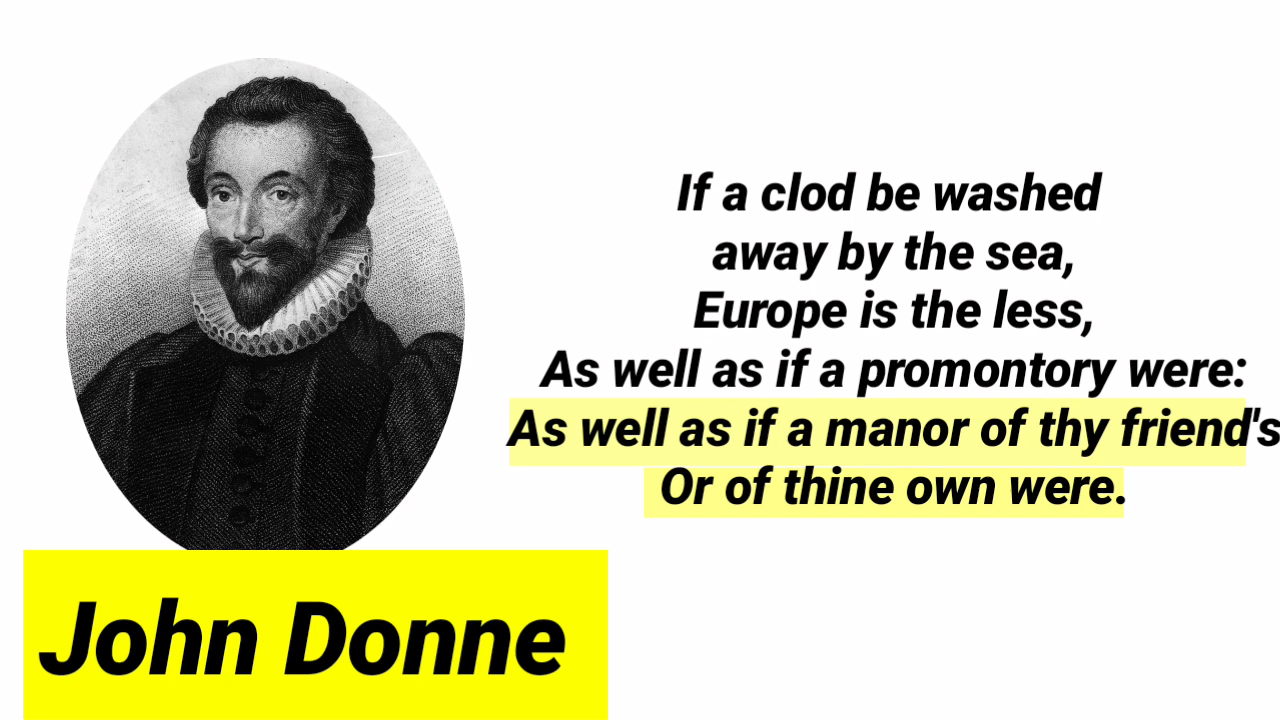 If a clod be washed
away by the sea,
Europe is the less,
As well as if a promontory were:
As well as if a manor of thy friend's
Or of thine own were.
John Donne